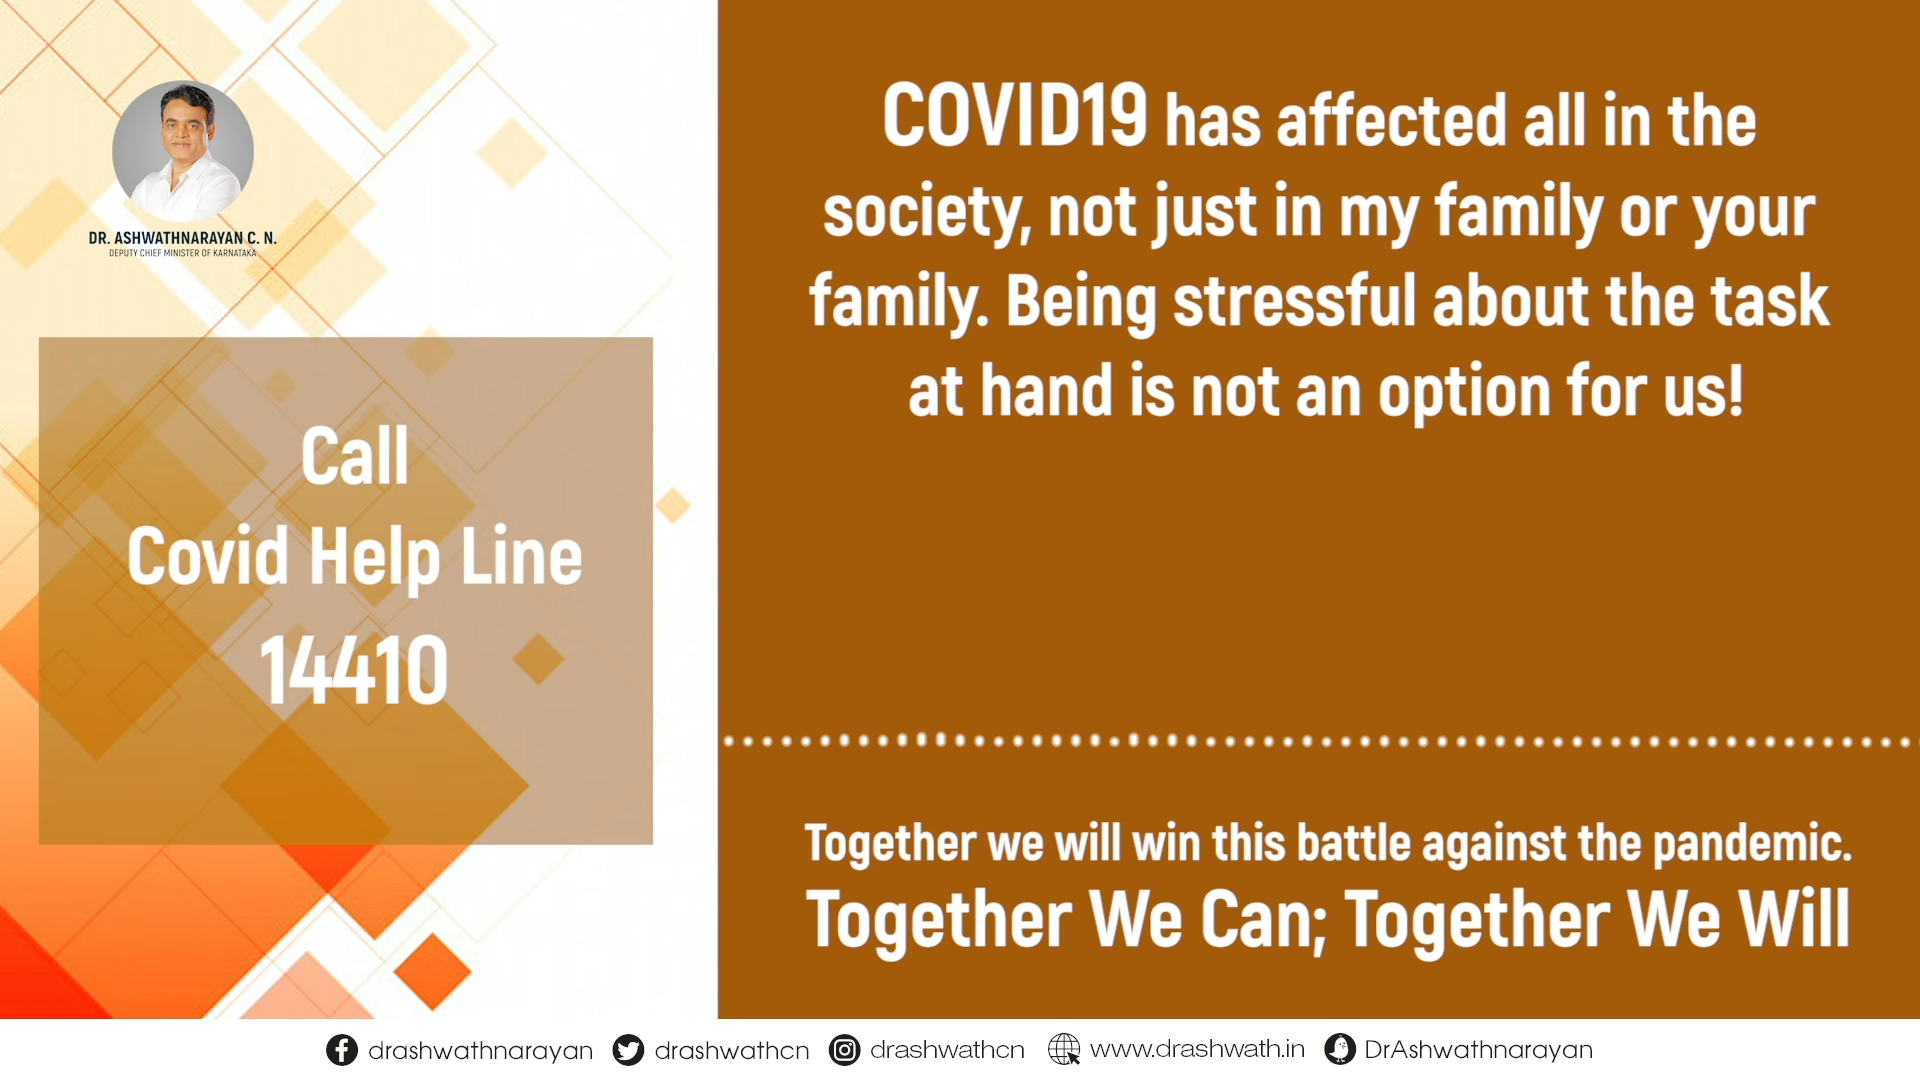 DR. ASHWATHNARAYAN C. N.
DEPUTY CHIEF MINISTER OF KARNATAKA
Call
Covid Help Line
14410
COVID19 has affected all in the
society, not just in my family or your
family. Being stressful about the task
at hand is not an option for us!
Together we will win this battle against the pandemic.
Together We Can; Together We Will
drashwathnarayan drashwathcn drashwathcn www.drashwath.in DrAshwathnarayan